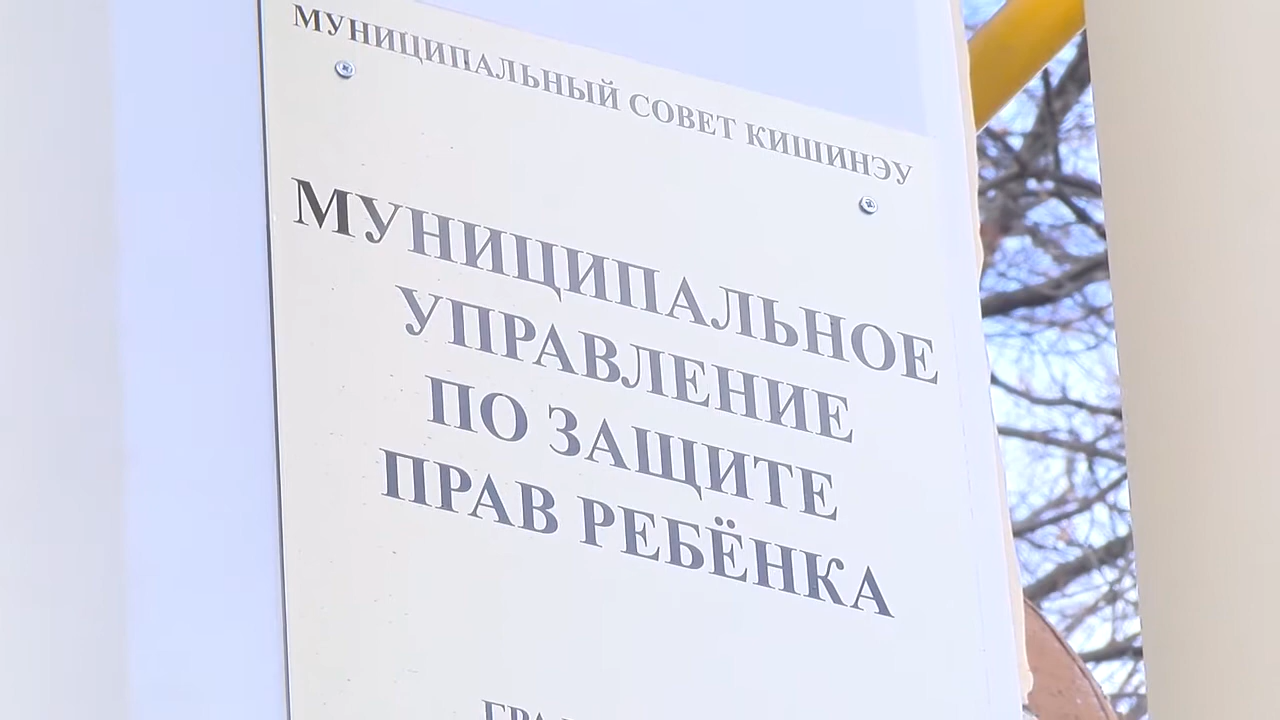 МУНИЦИПАЛЬНЫЙ СОВЕТ КИШИНЭУ
МУНИЦИПАЛЬНОЕ
УПРАВЛЕНИЕ
ПО ЗАЩИТЕ
ПРАВ РЕБЁНКА